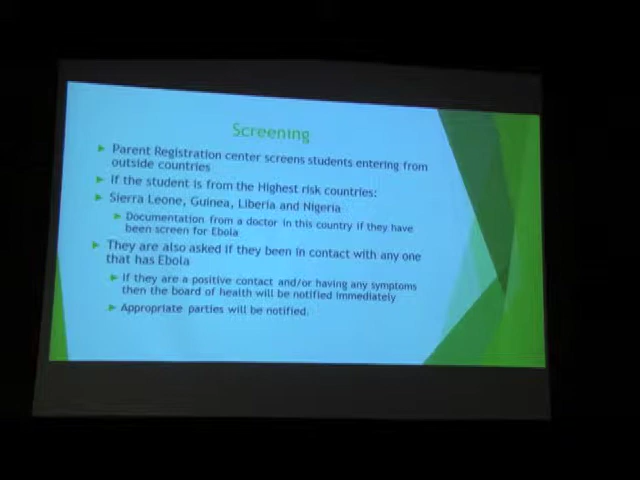 Screening
Parent Registration center screens students entering from
outside countries
If the student is from the Highest risk countries:
Sierra Leone, Guinea, Liberia and Nigeria
Documentation from a doctor in this country if they have
been screen for Ebola
They are also asked if they been in contact with any one
that has Ebola
If they are a positive contact and/or having any symptoms
then the board of health will be notified immediately
Appropriate parties will be notified.